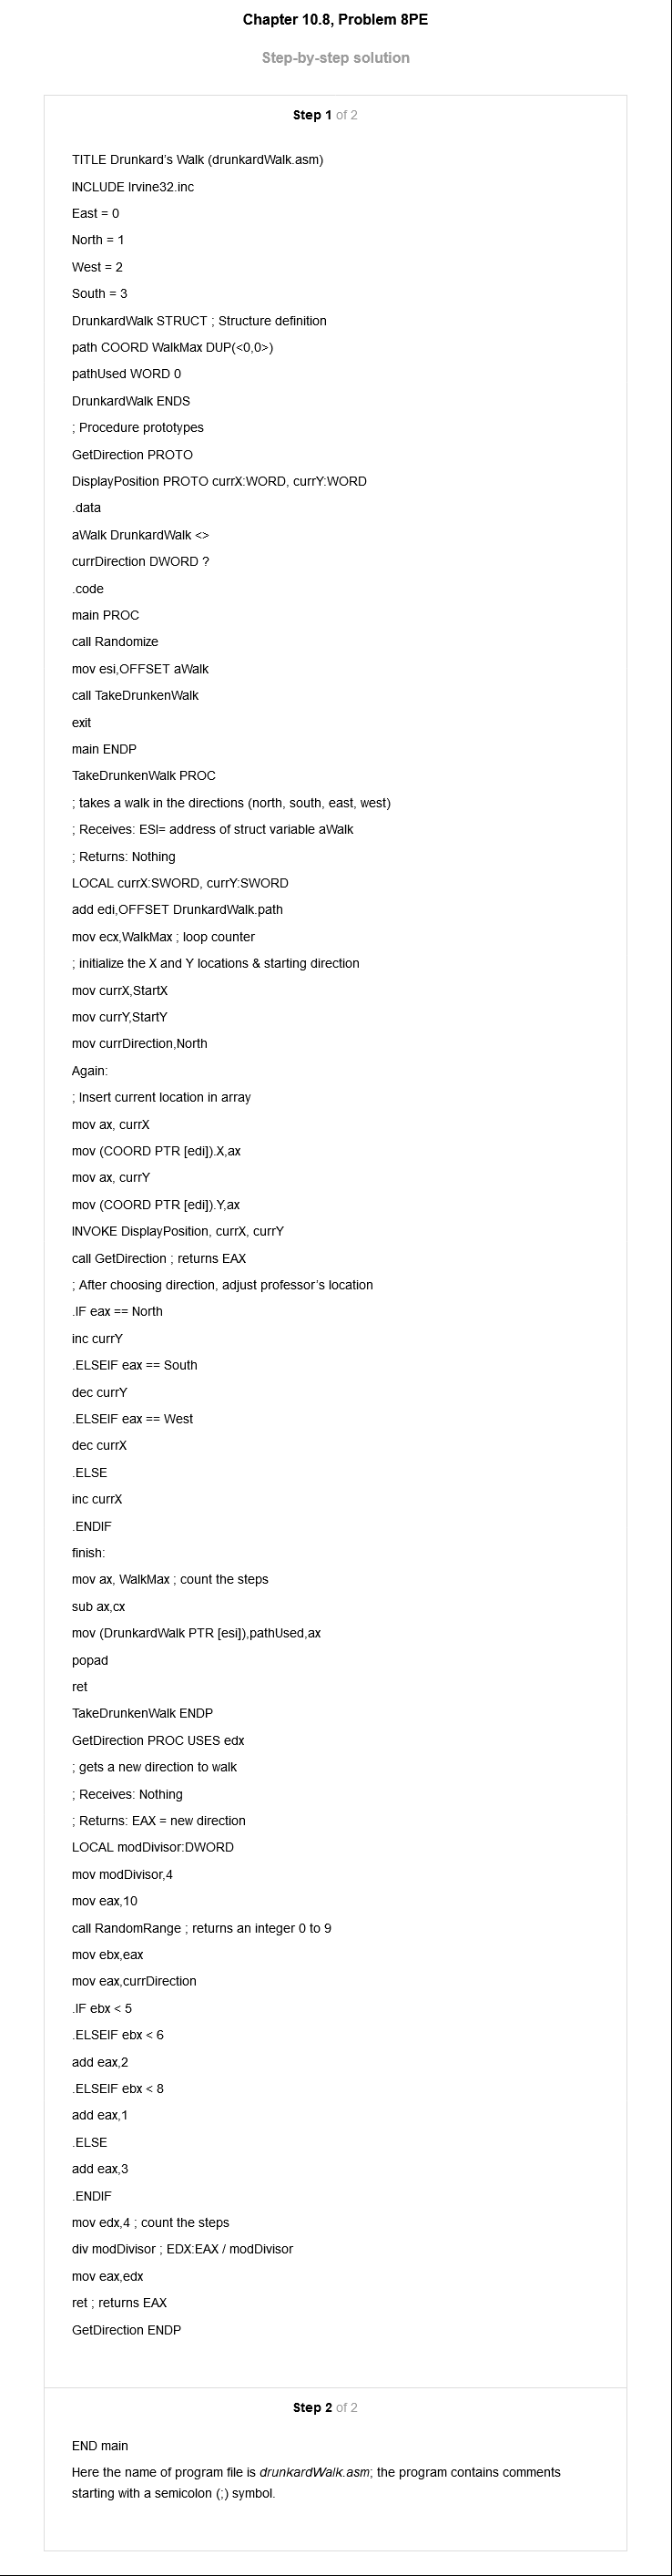 Chapter 10.8, Problem 8PE
Step-by-step solution
Step 1 of 2
TITLE Drunkard's Walk (drunkardWalk.asm)
INCLUDE Irvine32.inc
East = 0
North = 1
West = 2
South = 3
DrunkardWalk STRUCT ; Structure definition
path COORD WalkMax DUP(<0,0>)
pathUsed WORD 0
DrunkardWalk ENDS
; Procedure prototypes
GetDirection PROTO
DisplayPosition PROTO currX:WORD, currY:WORD
.data
aWalk DrunkardWalk <>
currDirection DWORD ?
.code
main PROC
call Randomize
mov esi,OFFSET aWalk
call TakeDrunkenWalk
exit
main ENDP
TakeDrunkenWalk PROC
; takes a walk in the directions (north, south, east, west)
; Receives: ESI= address of struct variable aWalk
; Returns: Nothing
LOCAL currX:SWORD, currY:SWORD
add edi,OFFSET DrunkardWalk.path
mov ecx,WalkMax ; loop counter
; initialize the X and Y locations & starting direction
mov currX,StartX
mov currY,StartY
mov currDirection,North
Again:
; Insert current location in array
mov ax, currX
mov (COORD PTR [edi]).X,ax
mov ax, currY
mov (COORD PTR [edi]).Y,ax
INVOKE DisplayPosition, currX, currY
call GetDirection ; returns EAX
; After choosing direction, adjust professor's location
.IF eax == North
inc currY
.ELSEIF eax == South
dec currY
.ELSEIF eax == West
dec currX
.ELSE
inc currX
.ENDIF
finish:
mov ax, WalkMax ; count the steps
sub ax,cx
mov (DrunkardWalk PTR [esi]),pathUsed,ax
popad
ret
TakeDrunkenWalk ENDP
GetDirection PROC USES edx
; gets a new direction to walk
; Receives: Nothing
; Returns: EAX = new direction
LOCAL modDivisor:DWORD
mov modDivisor,4
mov eax,10
call RandomRange ; returns an integer 0 to 9
mov ebx,eax
mov eax,currDirection
.IF ebx < 5
.ELSEIF ebx < 6
add eax,2
.ELSEIF ebx < 8
add eax,1
.ELSE
add eax,3
.ENDIF
mov edx,4 ; count the steps
div modDivisor ; EDX:EAX / modDivisor
mov eax,edx
ret ; returns EAX
GetDirection ENDP
Step 2 of 2
END main
Here the name of program file is drunkardWalk.asm; the program contains comments
starting with a semicolon (;) symbol.